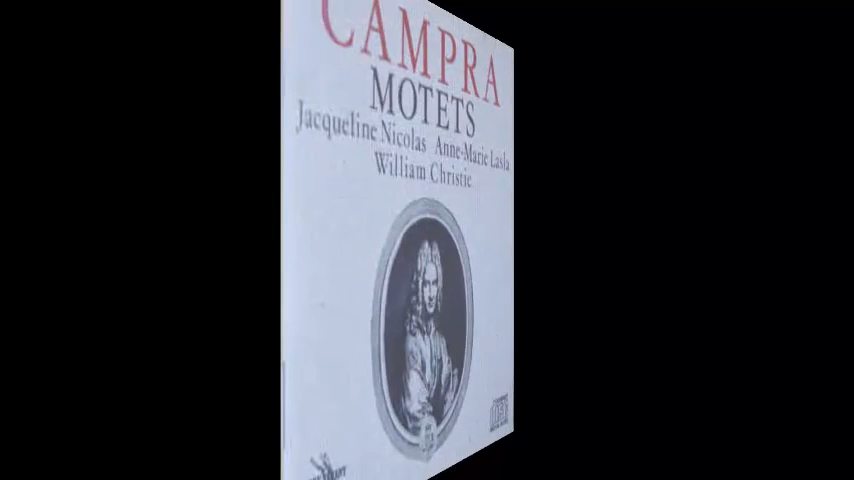 CAMPRA
MOTETS
Jacqueline Nicolas Anne-Marie Lasla
William Christie